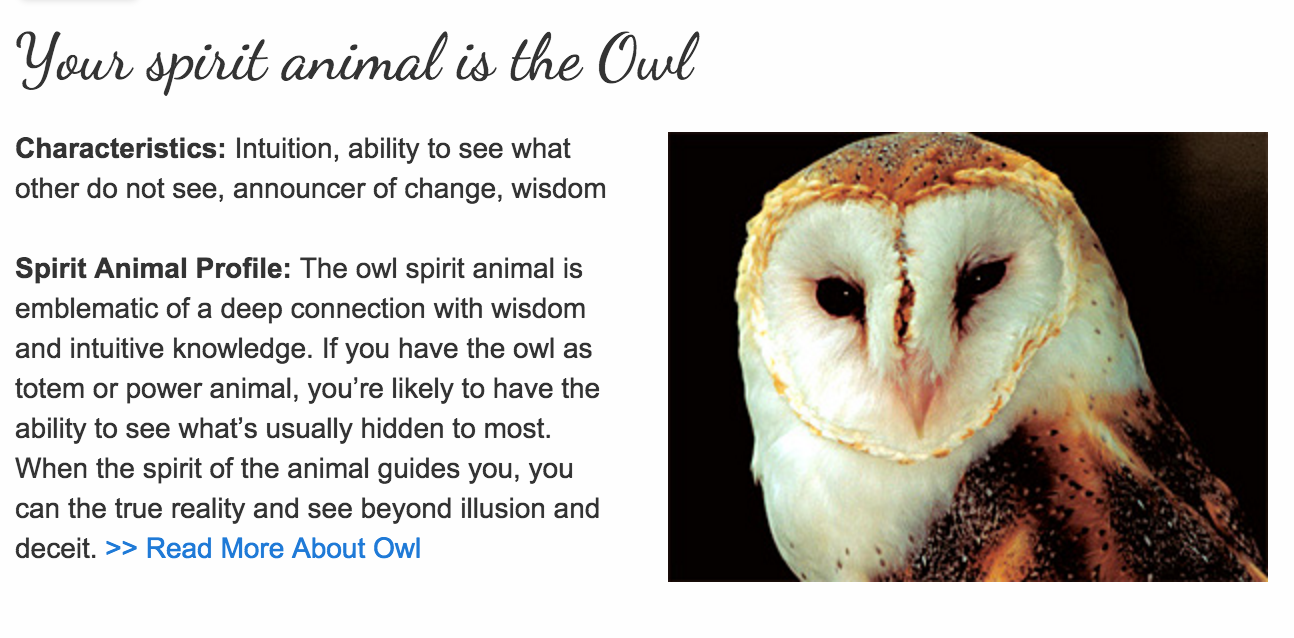 Your spirit animal is the Owl
Characteristics: Intuition, ability to see what
other do not see, announcer of change, wisdom
Spirit Animal Profile: The owl spirit animal is
emblematic of a deep connection with wisdom
and intuitive knowledge. If you have the owl as
totem or power animal, you’re likely to have the
ability to see what’s usually hidden to most.
When the spirit of the animal guides you, you
can the true reality and see beyond illusion and
deceit. >> Read More About Owl